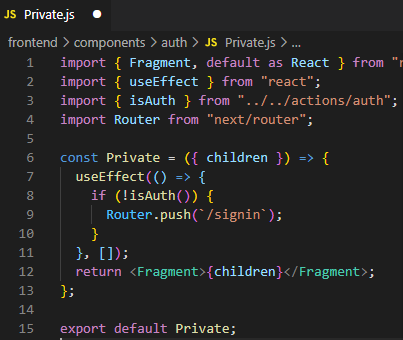 JS Private.js ●
frontend > components > auth > JS Private.js > ...
1 import { Fragment, default as React } from "r
2 import { useEffect } from "react";
3 import { isAuth } from "../../actions/auth";
4 import Router from "next/router";
5
6 const Private = ({ children }) => {
7   useEffect(() => {
8     if (!isAuth()) {
9       Router.push(`/signin`);
10     }
11   }, []);
12   return <Fragment>{children}</Fragment>;
13 };
14
15 export default Private;